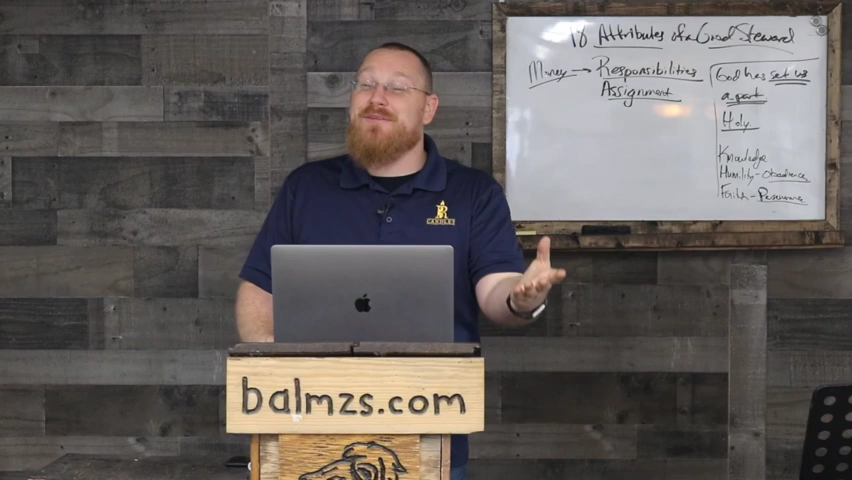 18 Attributes of a Good Steward
Money → Responsibilities
Assignment
God has set us
apart
Holy
Knowledge
Humility - Obedience
Faith -
R
CANDLES
balmzs.com